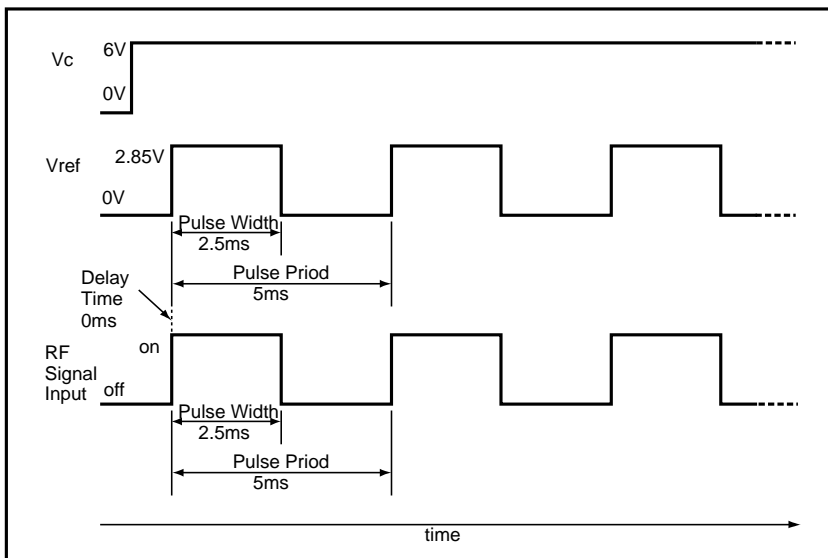 6V
Vc
0V
2.85V
Vref
0V
Pulse Width
2.5ms
Pulse Priod
5ms
Delay
Time
0ms
on
RF
Signal
Input
off
Pulse Width
2.5ms
Pulse Priod
5ms
time